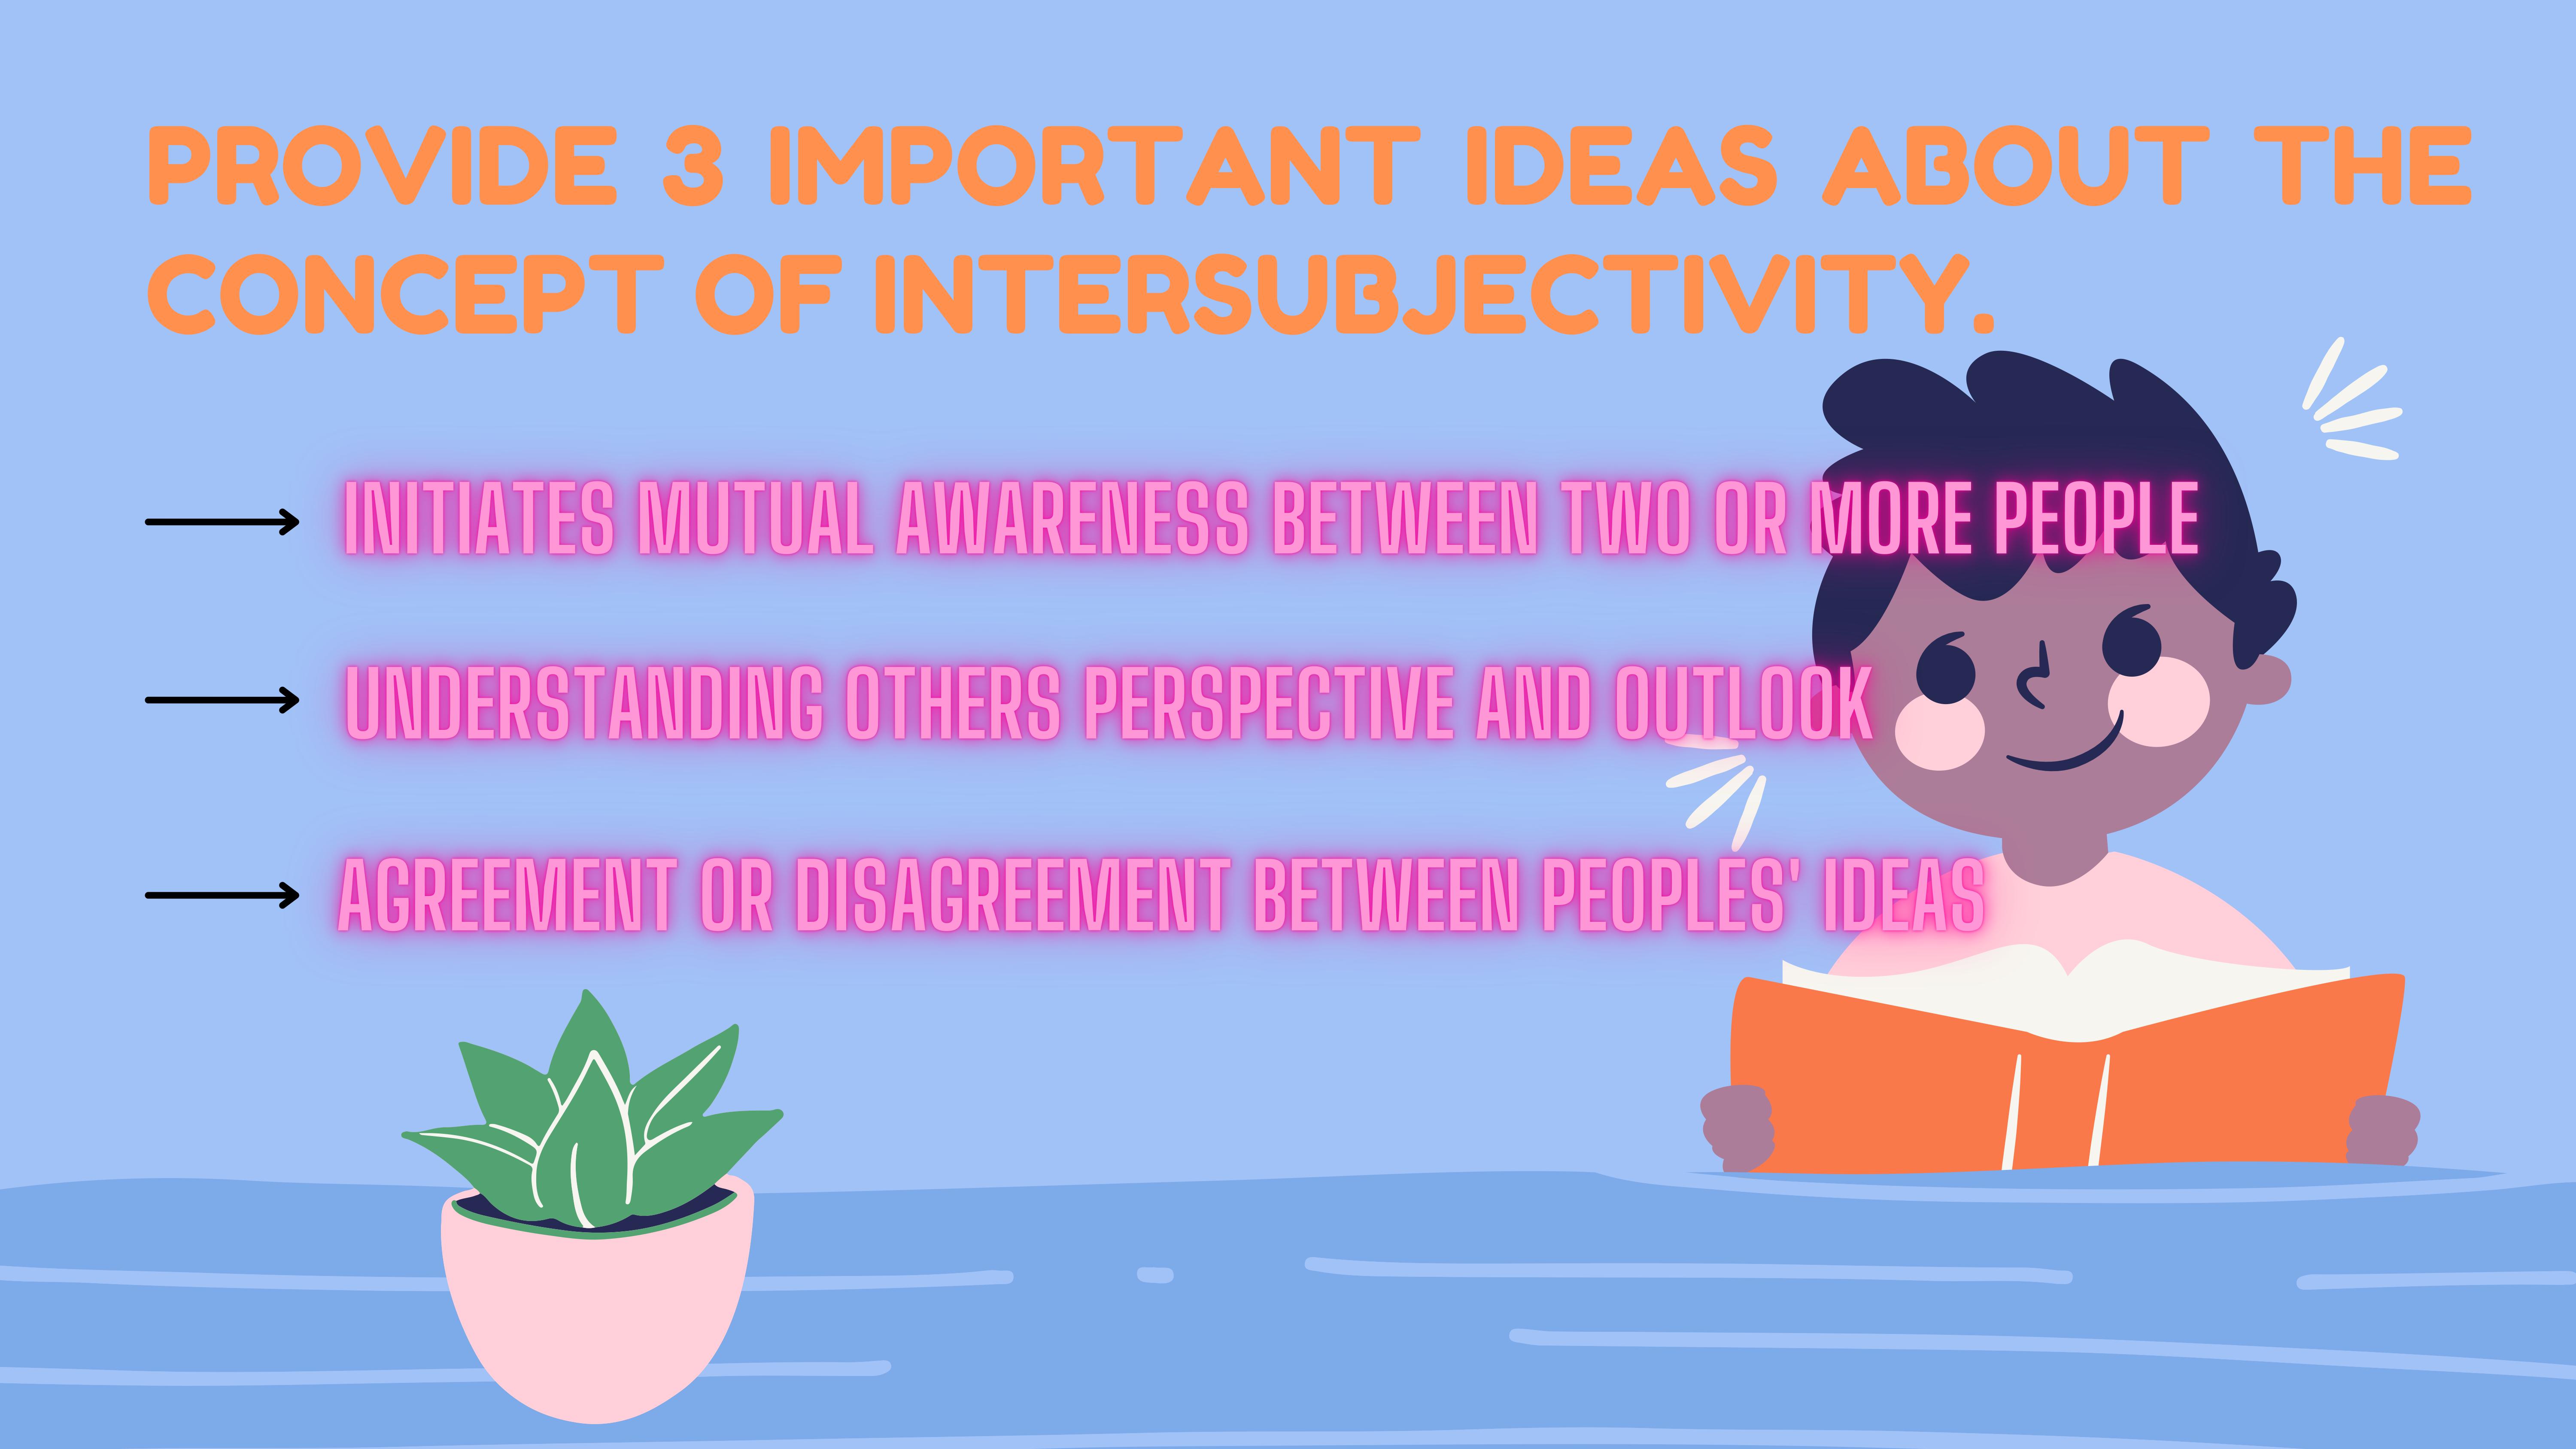 PROVIDE 3 IMPORTANT IDEAS ABOUT THE
CONCEPT OF INTERSUBJECTIVITY.
INITIATES MUTUAL AWARENESS BETWEEN TWO OR MORE PEOPLE
UNDERSTANDING OTHERS PERSPECTIVE AND OUTLOOK
AGREEMENT OR DISAGREEMENT BETWEEN PEOPLES' IDEAS